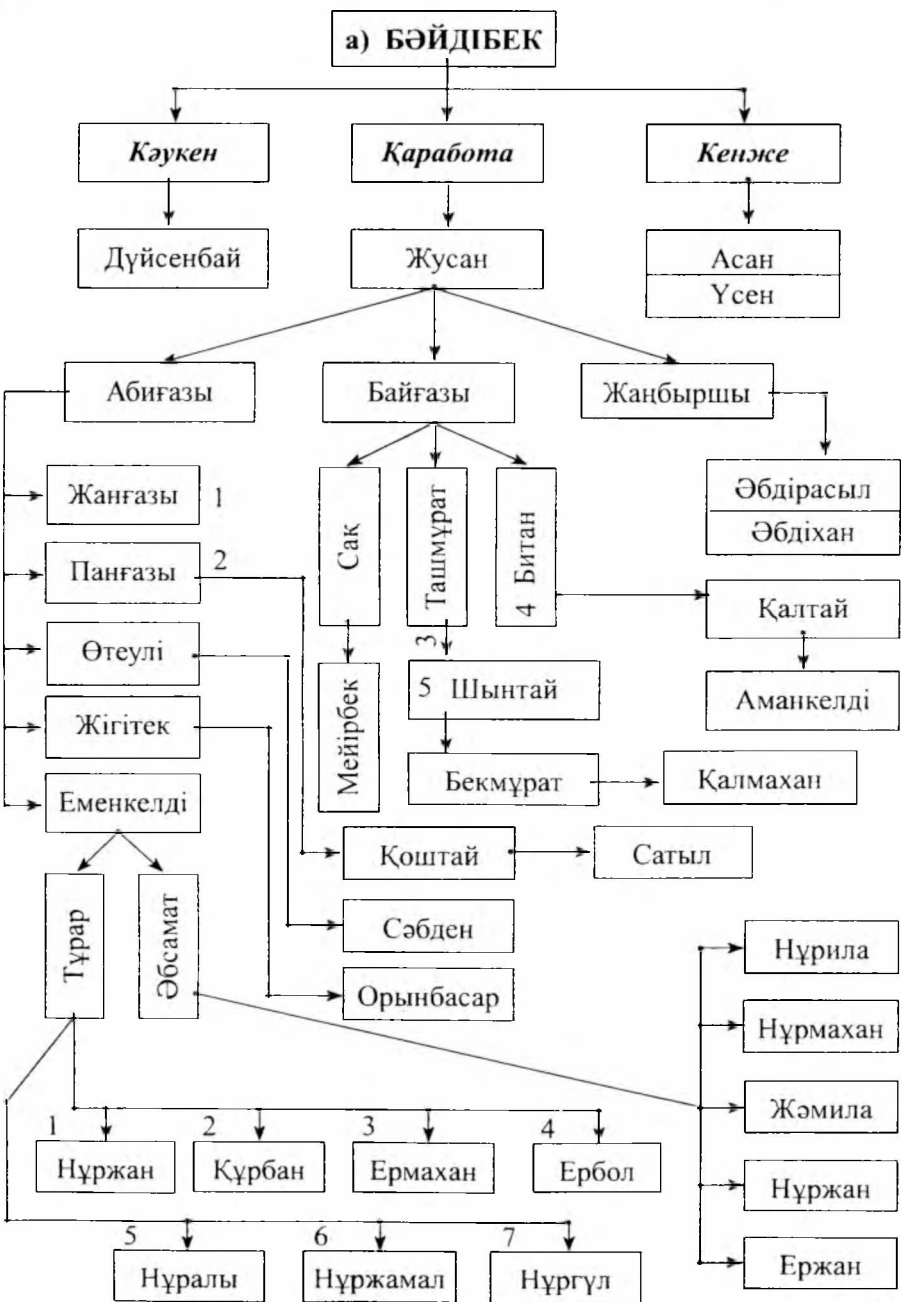 а) БӘЙДІБЕК
Кәукен
Қаработа
Кенже
Дүйсенбай
Жусан
Асан
Үсен
Абиғазы
Байғазы
Жаңбыршы
Жанғазы 1
Панғазы 2
Өтеулі
Жігітек
Еменкелді
Сак
Ташмұрат
4 Битан
Әбдірасыл
Әбдіхан
Қалтай
Аманкелді
Мейірбек
3
5 Шынтай
Бекмұрат
Қалмахан
Қоштай
Сатыл
Сәбден
Орынбасар
Тұрар
Әбсамат
Нұрила
Нұрмахан
Жәмила
Нұржан
Ержан
1 2 3 4
Нұржан Құрбан Ермахан Ербол
5 6 7
Нұралы Нұржамал Нұргүл